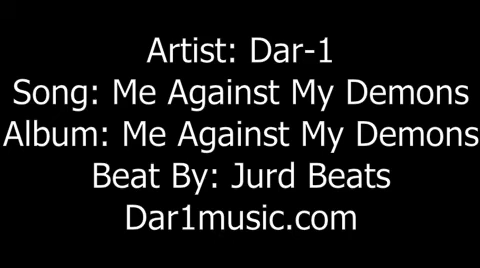 Artist: Dar-1
Song: Me Against My Demons
Album: Me Against My Demons
Beat By: Jurd Beats
Dar1music.com